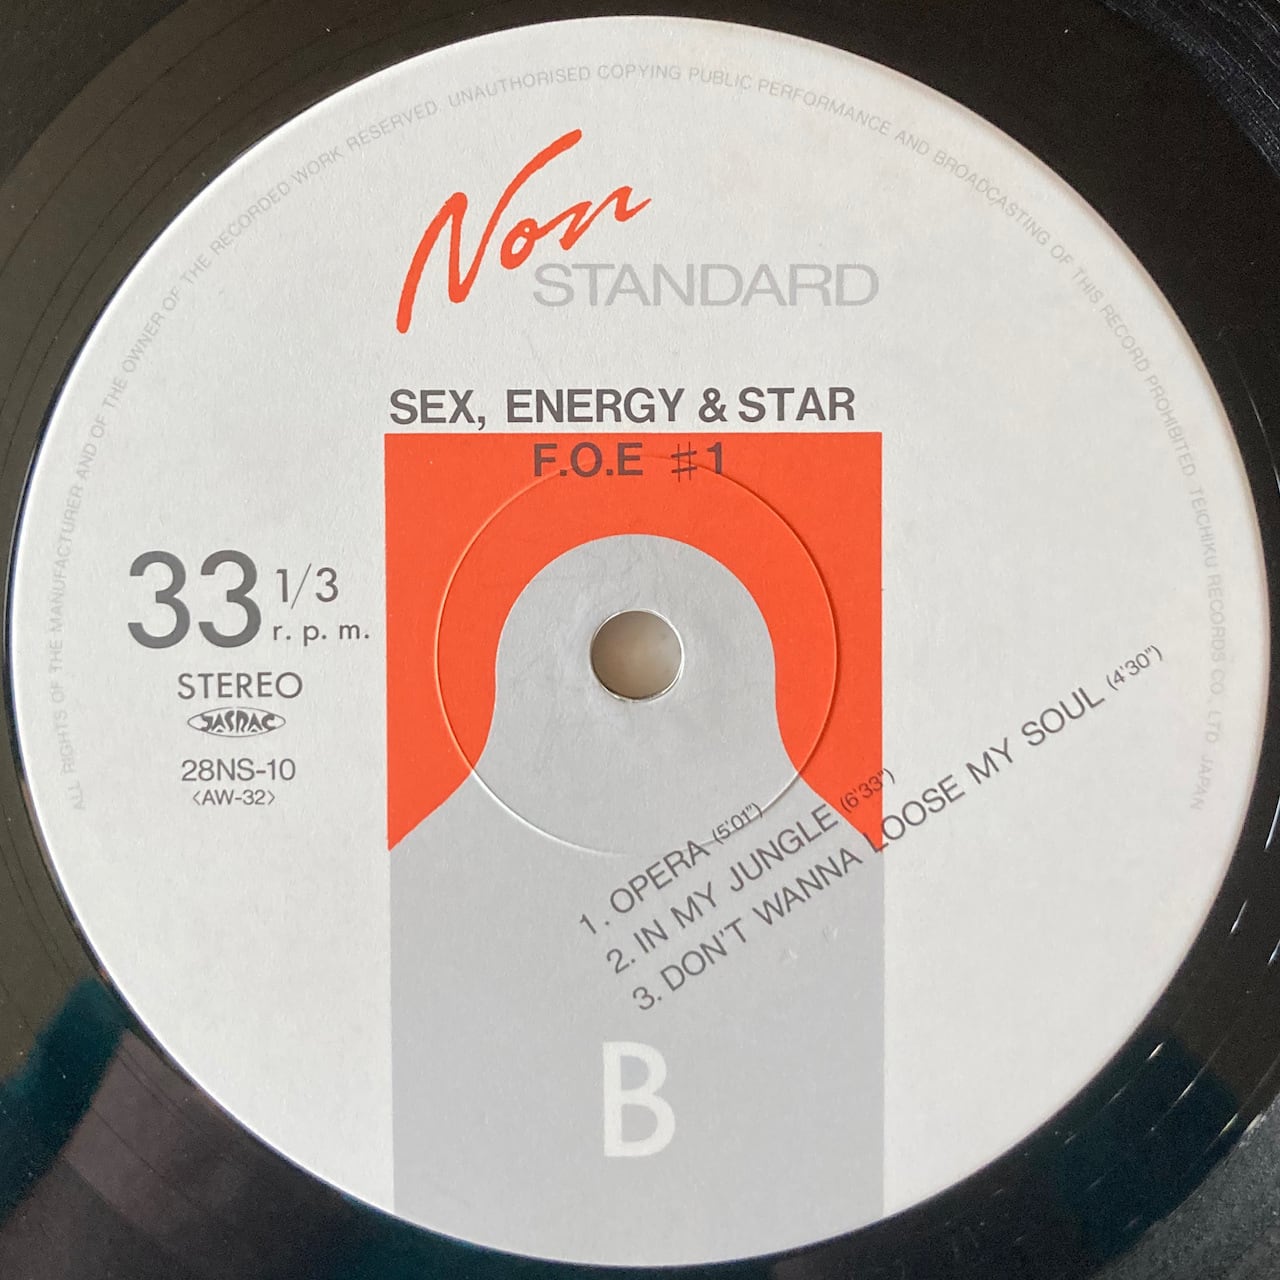 ALL RIGHTS OF THE MANUFACTURER AND OF THE OWNER OF THE RECORDED WORK RESERVED. UNAUTHORISED COPYING PUBLIC PERFORMANCE AND BROADCASTING OF THIS RECORD PROHIBITED. TEICHIKU RECORDS CO., LTD. JAPAN
Non
STANDARD
SEX, ENERGY & STAR
F.O.E ♯1
33 1/3
r. p. m.
STEREO
JASRAC
28NS-10
<AW-32>
1. OPERA (5'01")
2. IN MY JUNGLE (6'33")
3. DON'T WANNA LOOSE MY SOUL (4'30")
B